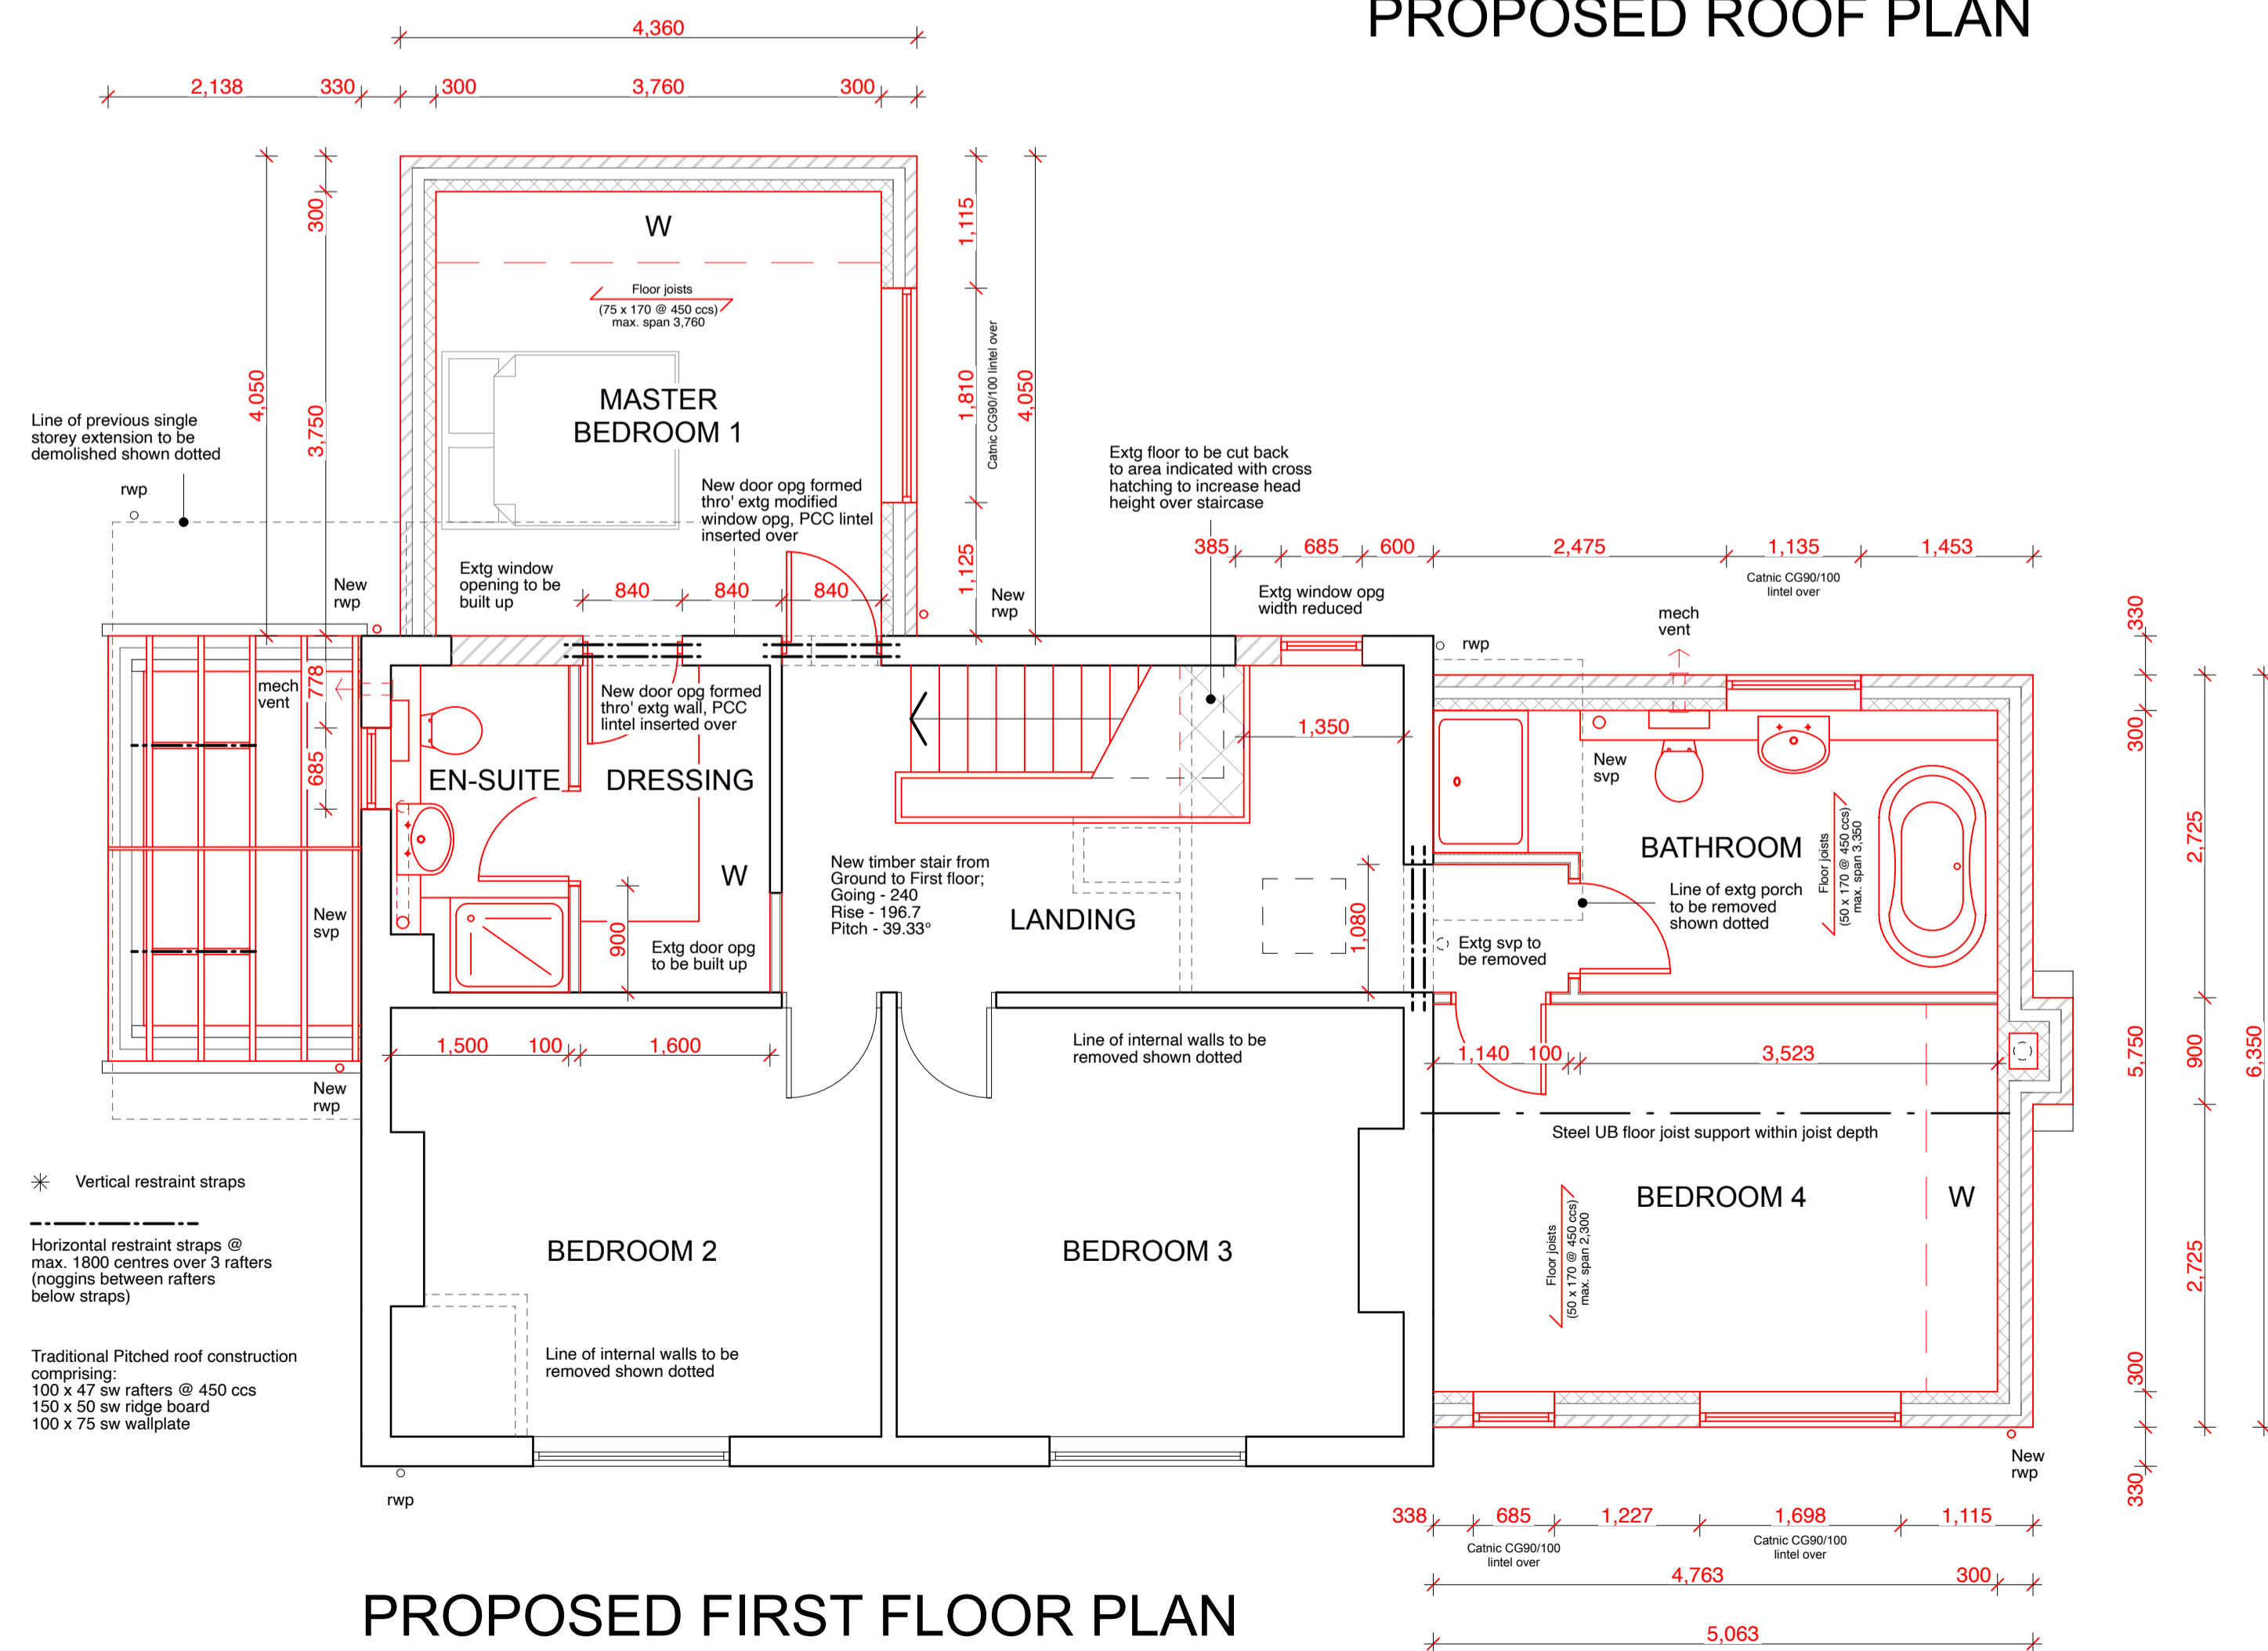 PROPOSED ROOF PLAN
4,360
2,138
330
300
3,760
300
4,050
300
3,750
W
Floor joists
(75 x 170 @ 450 ccs)
max. span 3,760
MASTER
BEDROOM 1
1,115
1,810
1,125
Catnic CG90/100 lintel over
4,050
Line of previous single
storey extension to be
demolished shown dotted
rwp
New door opg formed
thro' extg modified
window opg, PCC lintel
inserted over
Extg window
opening to be
built up
840
840
840
New
rwp
New
rwp
Extg floor to be cut back
to area indicated with cross
hatching to increase head
height over staircase
385
685
600
2,475
1,135
1,453
Catnic CG90/100
lintel over
Extg window opg
width reduced
mech
vent
rwp
330
300
5,750
300
330
2,725
900
2,725
6,350
778
685
mech
vent
New door opg formed
thro' extg wall, PCC
lintel inserted over
EN-SUITE
DRESSING
W
1,350
New
svp
BATHROOM
Floor joists
(50 x 170 @ 450 ccs)
max. span 3,350
Line of extg porch
to be removed
shown dotted
New timber stair from
Ground to First floor;
Going - 240
Rise - 196.7
Pitch - 39.33°
LANDING
1,080
Extg svp to
be removed
New
svp
900
Extg door opg
to be built up
1,500
100
1,600
Line of internal walls to be
removed shown dotted
1,140
100
3,523
New
rwp
Steel UB floor joist support within joist depth
Vertical restraint straps
Horizontal restraint straps @
max. 1800 centres over 3 rafters
(noggins between rafters
below straps)
BEDROOM 2
BEDROOM 3
BEDROOM 4
W
Floor joists
(50 x 170 @ 450 ccs)
max. span 2,300
Line of internal walls to be
removed shown dotted
Traditional Pitched roof construction
comprising:
100 x 47 sw rafters @ 450 ccs
150 x 50 sw ridge board
100 x 75 sw wallplate
rwp
New
rwp
338
685
1,227
1,698
1,115
Catnic CG90/100
lintel over
Catnic CG90/100
lintel over
4,763
300
5,063
PROPOSED FIRST FLOOR PLAN